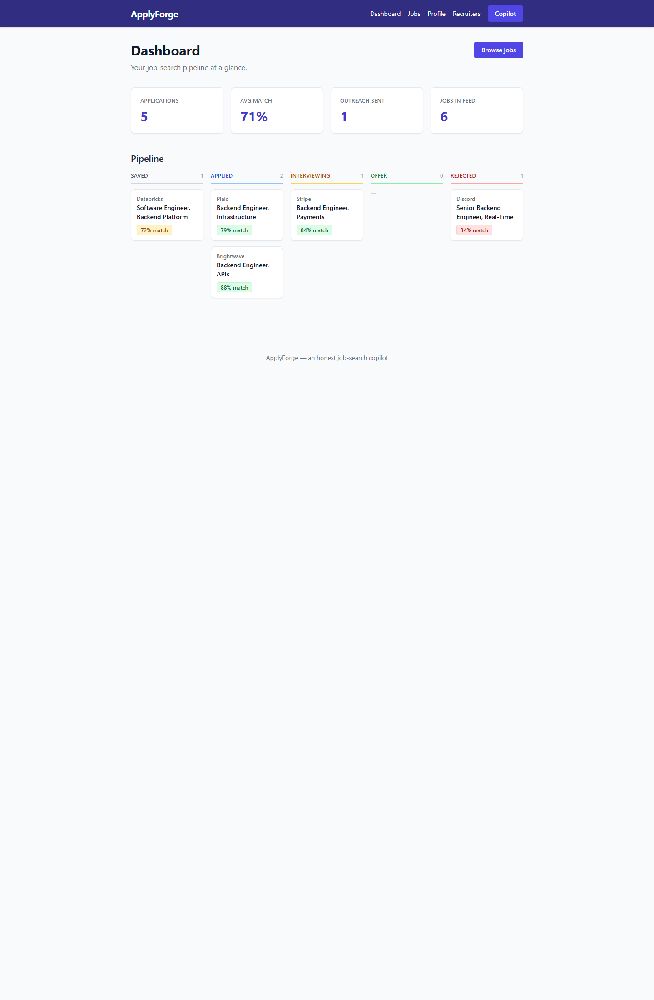 ApplyForge
Dashboard Jobs Profile Recruiters Copilot
Dashboard
Browse jobs
Your job-search pipeline at a glance.
APPLICATIONS
5
AVG MATCH
71%
OUTREACH SENT
1
JOBS IN FEED
6
Pipeline
SAVED 1
Databricks
Software Engineer,
Backend Platform
72% match
APPLIED 2
Plaid
Backend Engineer,
Infrastructure
79% match
Brightwave
Backend Engineer,
APIs
88% match
INTERVIEWING 1
Stripe
Backend Engineer,
Payments
84% match
OFFER 0
—
REJECTED 1
Discord
Senior Backend
Engineer, Real-Time
34% match
ApplyForge — an honest job-search copilot